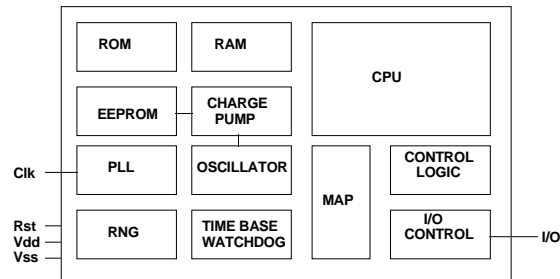 ROM
RAM
CPU
EEPROM
CHARGE
PUMP
Clk
PLL
OSCILLATOR
MAP
CONTROL
LOGIC
Rst
Vdd
Vss
RNG
TIME BASE
WATCHDOG
I/O
CONTROL
I/O